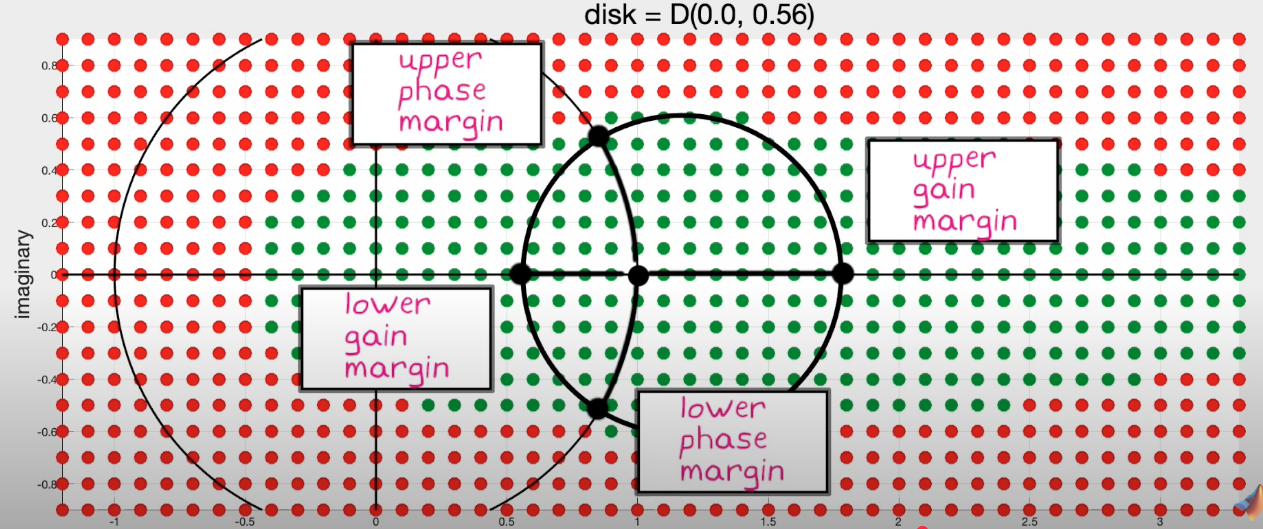 disk = D(0.0, 0.56)
upper
phase
margin
upper
gain
margin
lower
gain
margin
lower
phase
margin
imaginary
0.8
0.6
0.4
0.2
0
-0.2
-0.4
-0.6
-0.8
-1
-0.5
0
0.5
1
1.5
2
2.5
3